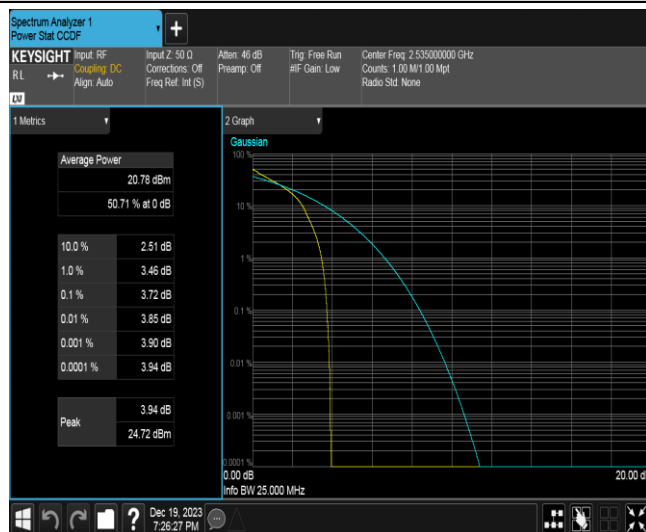 Spectrum Analyzer 1
Power Stat CCDF
KEYSIGHT
RL
LXI
Input: RF
Coupling: DC
Align: Auto
Input Z: 50 Ω
Corrections: Off
Freq Ref: Int (S)
Atten: 46 dB
Preamp: Off
Trig: Free Run
#IF Gain: Low
Center Freq: 2.535000000 GHz
Counts: 1.00 M/1.00 Mpt
Radio Std: None
1 Metrics
Average Power
20.78 dBm
50.71 % at 0 dB
10.0 % 2.51 dB
1.0 % 3.46 dB
0.1 % 3.72 dB
0.01 % 3.85 dB
0.001 % 3.90 dB
0.0001 % 3.94 dB
Peak
3.94 dB
24.72 dBm
2 Graph
Gaussian
100 %
10 %
1 %
0.1 %
0.01 %
0.001 %
0.0001 %
0.00 dB
20.00 d
Info BW 25.000 MHz
?
Dec 19, 2023
7:26:27 PM